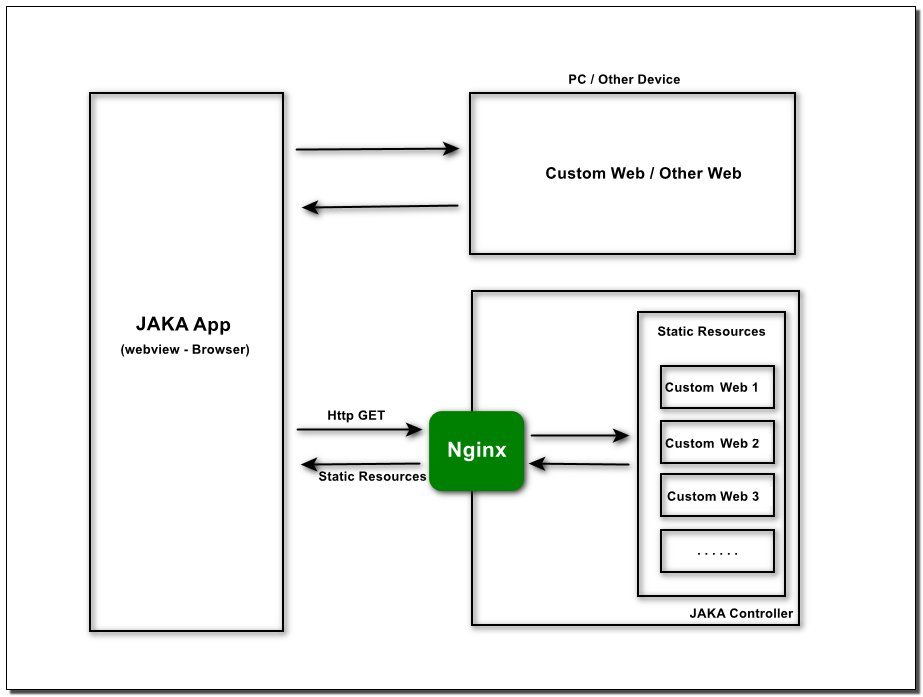 PC / Other Device
Custom Web / Other Web
JAKA App
(webview - Browser)
Http GET
Static Resources
Nginx
Static Resources
Custom Web 1
Custom Web 2
Custom Web 3
......
JAKA Controller